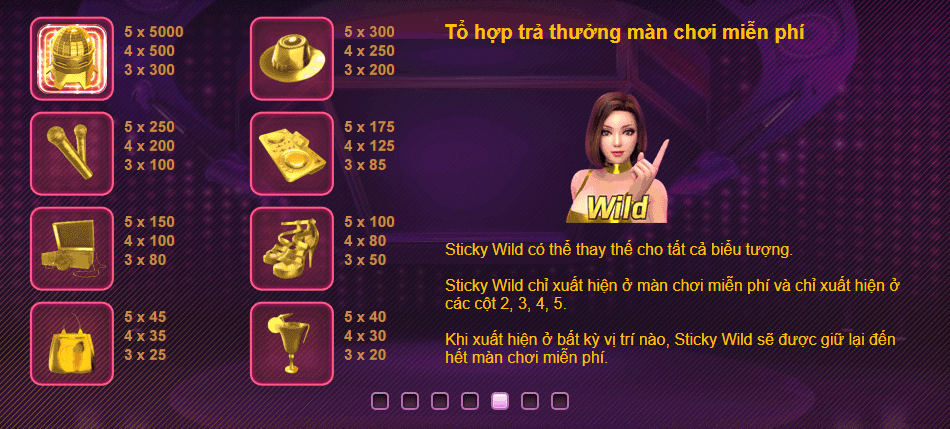 5 x 5000
4 x 500
3 x 300
5 x 300
4 x 250
3 x 200
5 x 250
4 x 200
3 x 100
5 x 175
4 x 125
3 x 85
5 x 150
4 x 100
3 x 80
5 x 100
4 x 80
3 x 50
5 x 45
4 x 35
3 x 25
5 x 40
4 x 30
3 x 20
Tổ hợp trả thưởng màn chơi miễn phí
Wild
Sticky Wild có thể thay thế cho tất cả biểu tượng.
Sticky Wild chỉ xuất hiện ở màn chơi miễn phí và chỉ xuất hiện ở
các cột 2, 3, 4, 5.
Khi xuất hiện ở bất kỳ vị trí nào, Sticky Wild sẽ được giữ lại đến
hết màn chơi miễn phí.